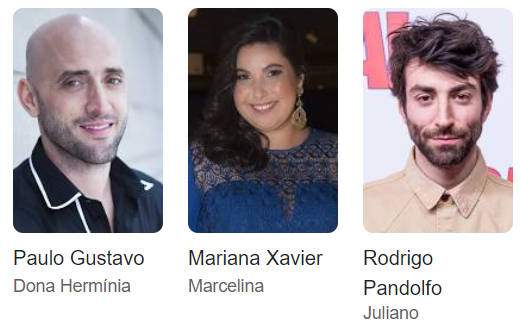 Paulo Gustavo
Dona Hermínia
Mariana Xavier
Marcelina
Rodrigo
Pandolfo
Juliano